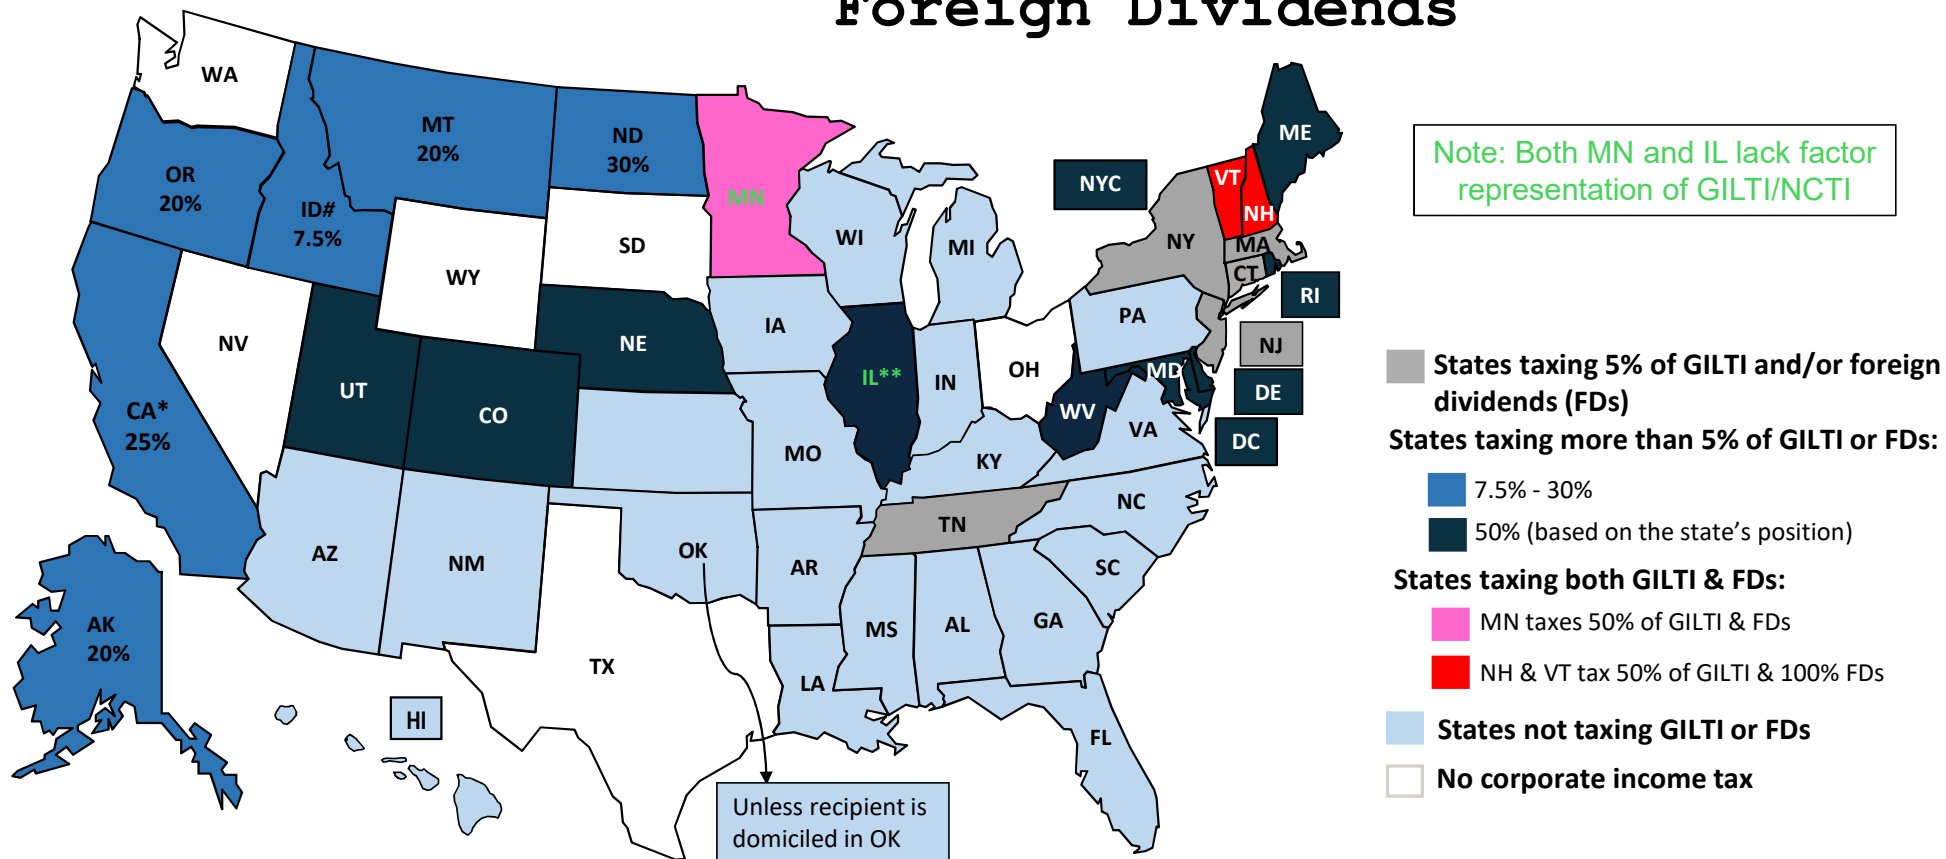 Foreign Dividends
WA
MT
20%
ND
30%
MN
OR
20%
ID#
7.5%
SD
WY
WI
MI
NYC
ME
VT
NH
NY
MA
CT
RI
NJ
PA
NV
UT
CO
NE
IA
IL**
IN
OH
MD
DE
DC
WV
VA
CA*
25%
MO
KY
NC
TN
AZ
NM
OK
AR
SC
MS
AL
GA
AK
20%
TX
LA
HI
FL
Unless recipient is
domiciled in OK
Note: Both MN and IL lack factor
representation of GILTI/NCTI
States taxing 5% of GILTI and/or foreign
dividends (FDs)
States taxing more than 5% of GILTI or FDs:
7.5% - 30%
50% (based on the state's position)
States taxing both GILTI & FDs:
MN taxes 50% of GILTI & FDs
NH & VT tax 50% of GILTI & 100% FDs
States not taxing GILTI or FDs
No corporate income tax